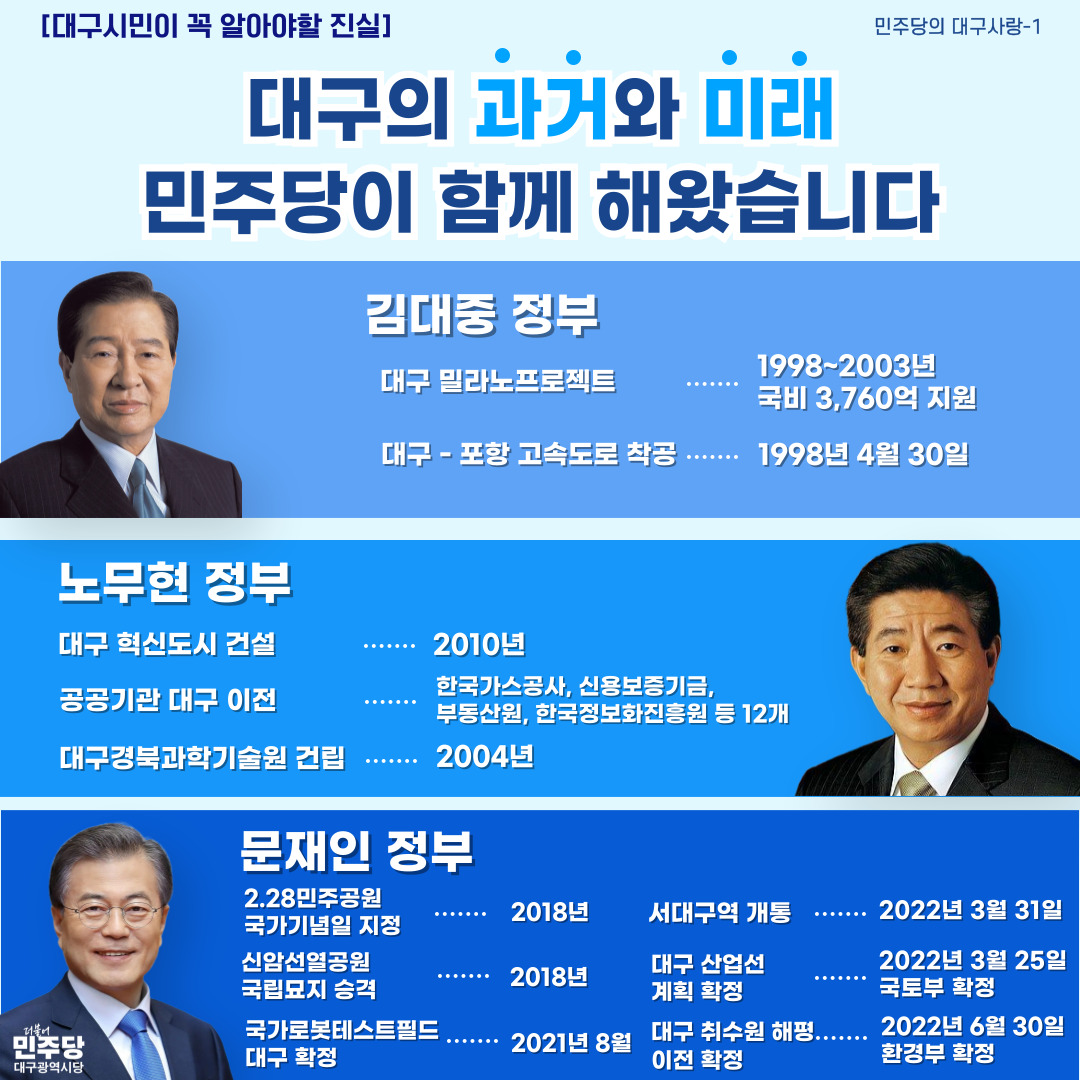 [대구시민이 꼭 알아야할 진실]
민주당의 대구사랑-1
대구의 과거와 미래
민주당이 함께 해왔습니다
김대중 정부
대구 밀라노프로젝트 ······· 1998~2003년
국비 3,760억 지원
대구 - 포항 고속도로 착공 ······· 1998년 4월 30일
노무현 정부
대구 혁신도시 건설 ······· 2010년
공공기관 대구 이전 ······· 한국가스공사, 신용보증기금,
부동산원, 한국정보화진흥원 등 12개
대구경북과학기술원 건립 ······· 2004년
문재인 정부
2.28민주공원
국가기념일 지정 ······· 2018년
신암선열공원
국립묘지 승격 ······· 2018년
국가로봇테스트필드
대구 확정 ······· 2021년 8월
서대구역 개통 ······· 2022년 3월 31일
대구 산업선
계획 확정 ······· 2022년 3월 25일
국토부 확정
대구 취수원 해평
이전 확정 ······· 2022년 6월 30일
환경부 확정
더불어
민주당
대구광역시당